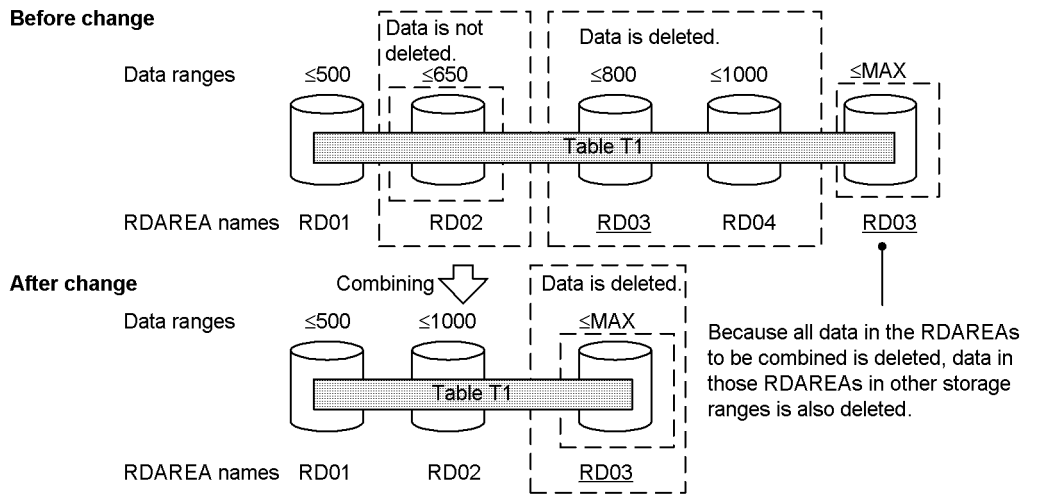 Before change
Data is not
deleted.
Data is deleted.
Data ranges ≤500 ≤650 ≤800 ≤1000 ≤MAX
Table T1
RDAREA names RD01 RD02 RD03 RD04 RD03
After change
Combining
Data is deleted.
Data ranges ≤500 ≤1000 ≤MAX
Table T1
RDAREA names RD01 RD02 RD03
Because all data in the RDAREAs
to be combined is deleted, data in
those RDAREAs in other storage
ranges is also deleted.